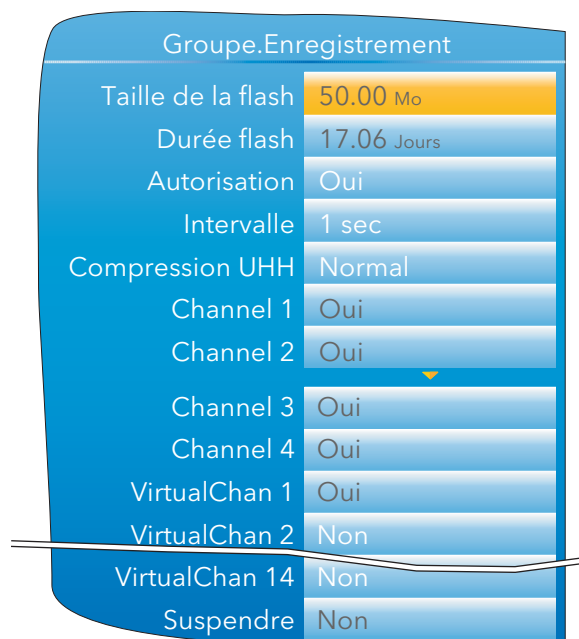 Groupe.Enregistrement
Taille de la flash 50.00 Mo
Durée flash 17.06 Jours
Autorisation Oui
Intervalle 1 sec
Compression UHH Normal
Channel 1 Oui
Channel 2 Oui
Channel 3 Oui
Channel 4 Oui
VirtualChan 1 Oui
VirtualChan 2 Non
VirtualChan 14 Non
Suspendre Non